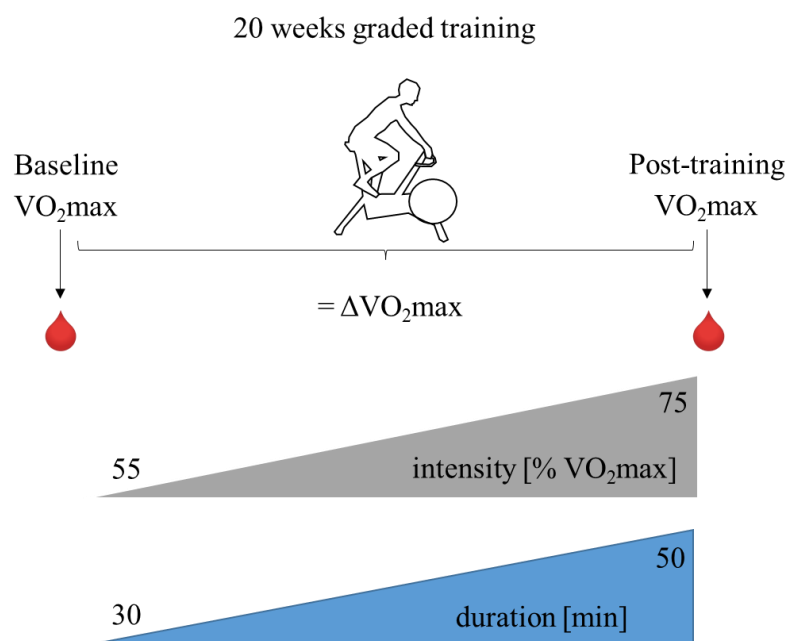 20 weeks graded training
Baseline
VO₂max
Post-training
VO₂max
= ΔVO₂max
75
55
intensity [% VO₂max]
50
30
duration [min]